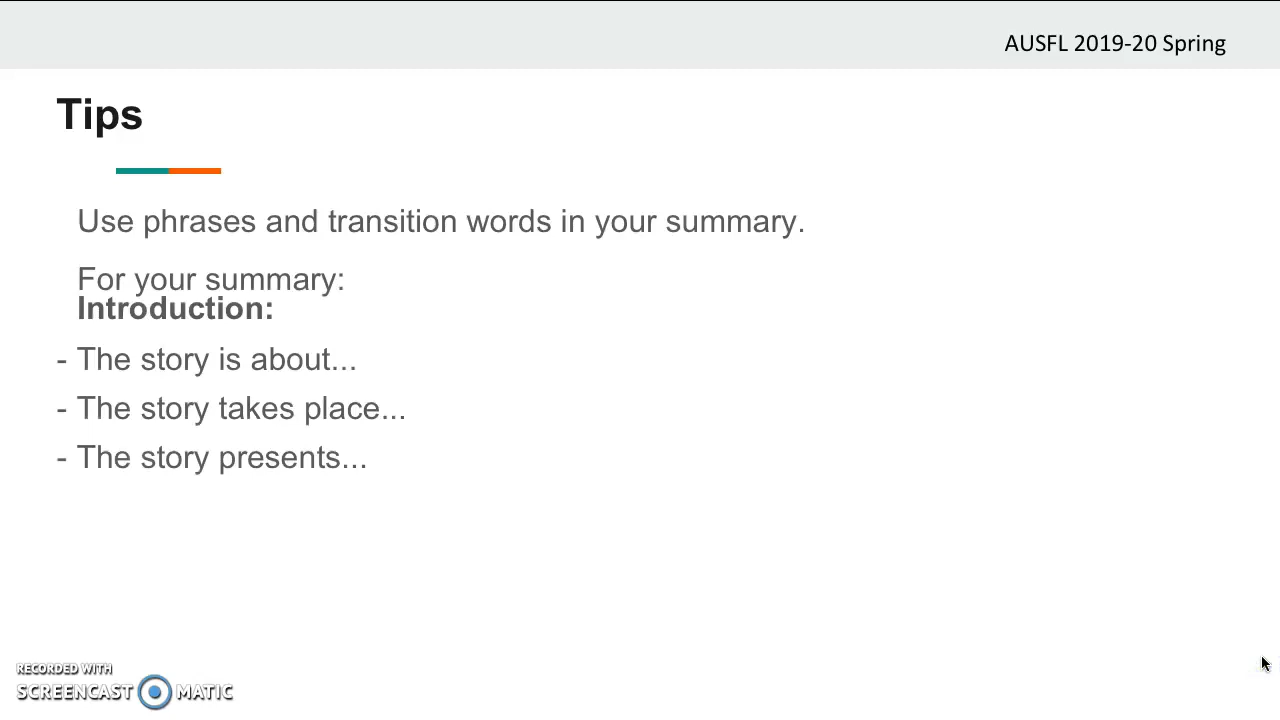 AUSFL 2019-20 Spring
Tips
Use phrases and transition words in your summary.
For your summary:
Introduction:
- The story is about...
- The story takes place...
- The story presents...
RECORDED WITH
SCREENCAST MATIC